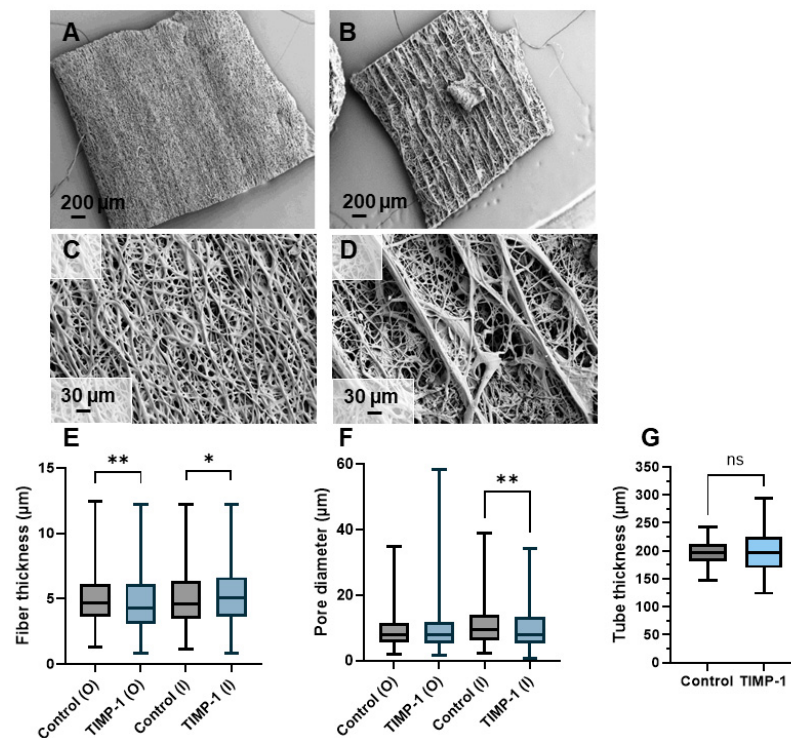 A
B
200 µm
200 µm
C
D
30 µm
30 µm
E
F
G
**
*
15
10
5
0
Fiber thickness (µm)
Control (O)
TIMP-1 (O)
Control (I)
TIMP-1 (I)
**
60
40
20
0
Pore diameter (µm)
Control (O)
TIMP-1 (O)
Control (I)
TIMP-1 (I)
ns
350
300
250
200
150
100
50
0
Tube thickness (µm)
Control TIMP-1